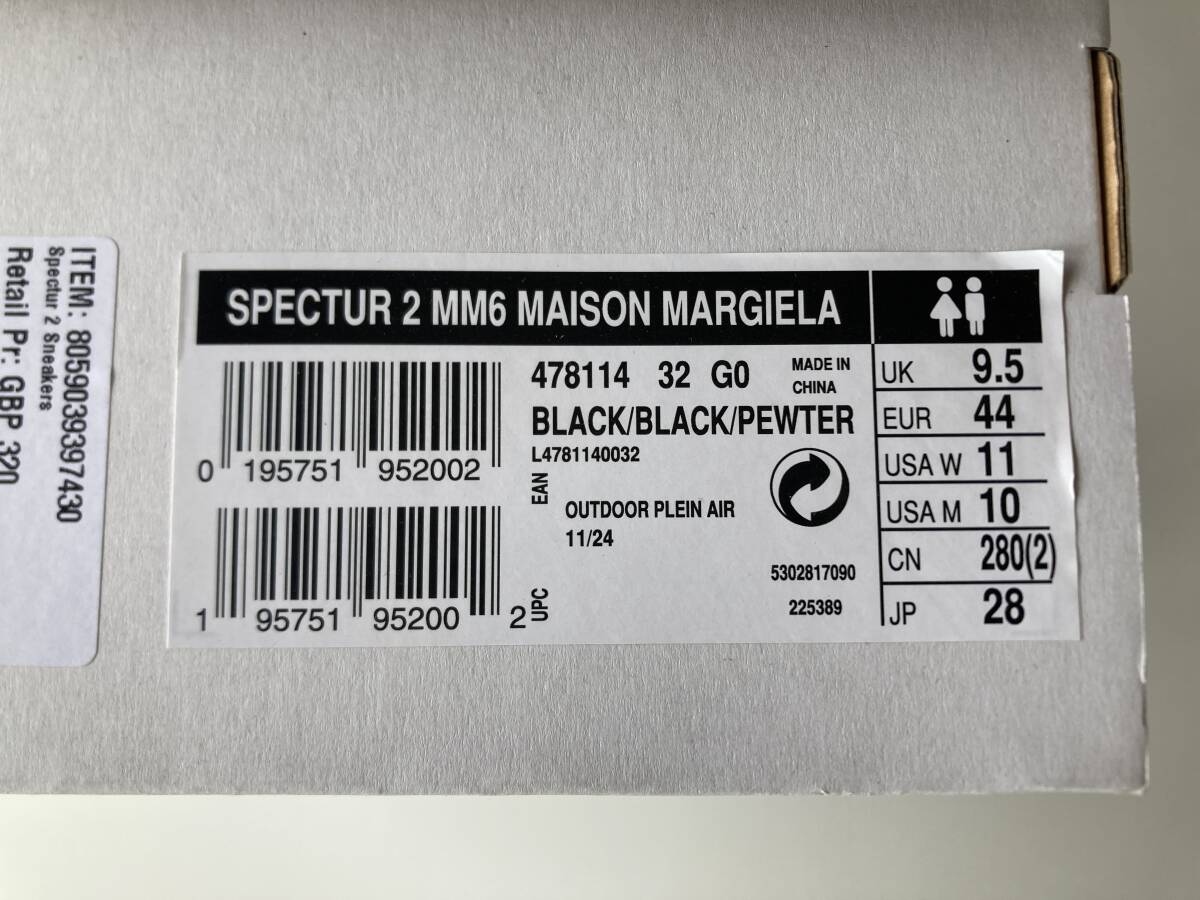 ITEM: 8059039397430
Spectur 2 Sneakers
Retail Pr: GBP 320
SPECTUR 2 MM6 MAISON MARGIELA
0 195751 952002
EAN
1 95751 95200 2
UPC
478114 32 G0
MADE IN
CHINA
BLACK/BLACK/PEWTER
L4781140032
OUTDOOR PLEIN AIR
11/24
5302817090
225389
UK 9.5
EUR 44
USA W 11
USA M 10
CN 280(2)
JP 28